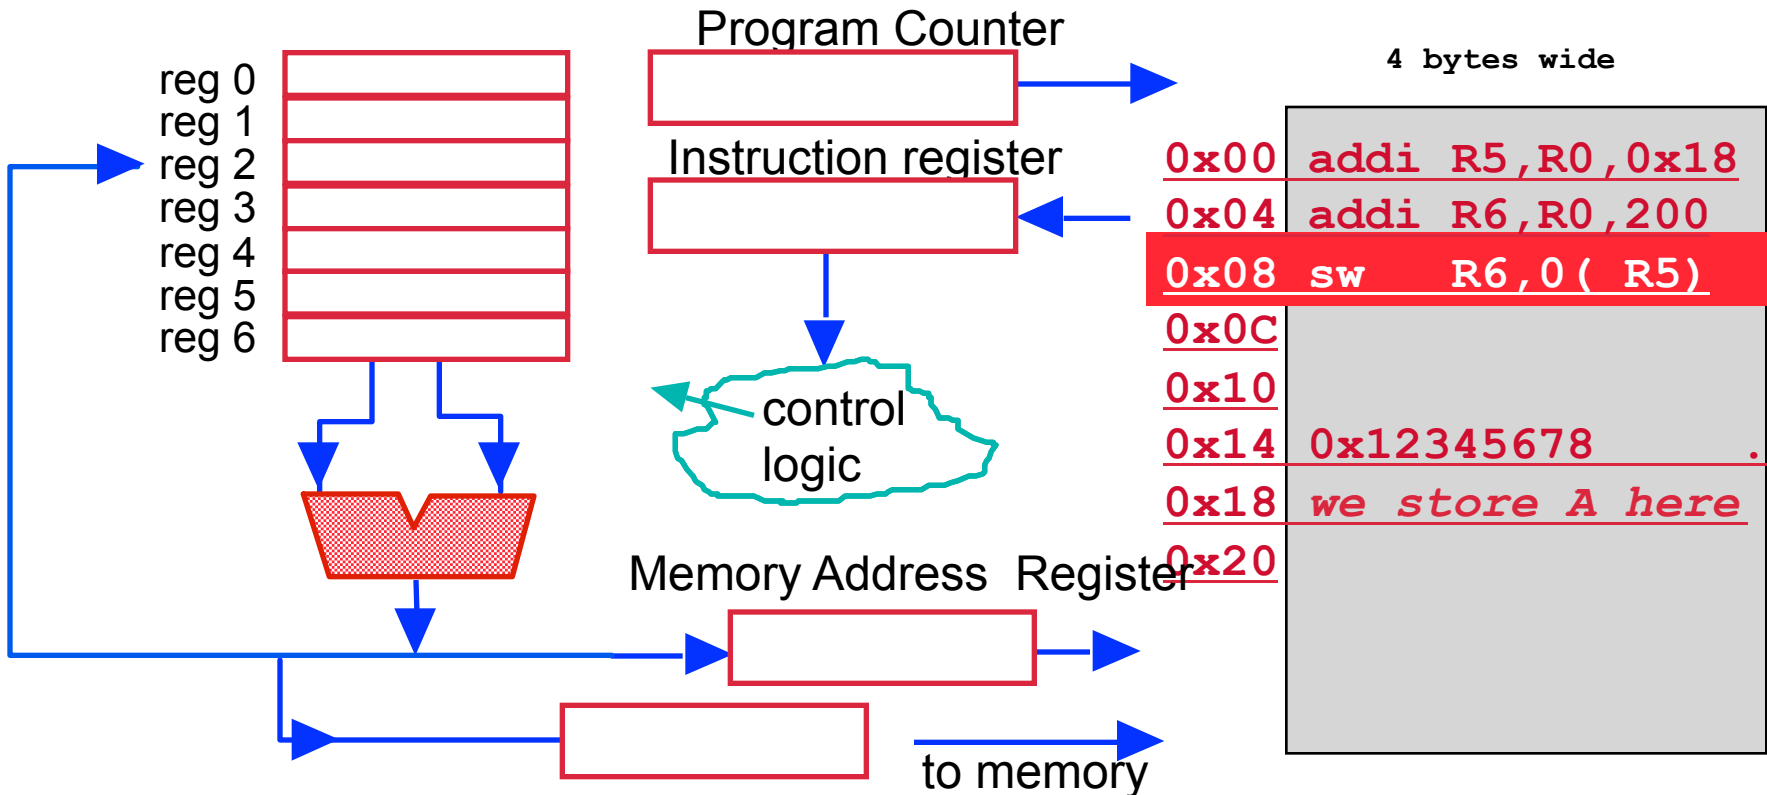 Program Counter
4 bytes wide
reg 0
reg 1
reg 2
reg 3
reg 4
reg 5
reg 6
Instruction register
0x00 addi R5,R0,0x18
0x04 addi R6,R0,200
0x08 sw R6,0( R5)
0x0C
0x10
0x14 0x12345678 .
0x18 we store A here
0x20
control
logic
Memory Address Register
to memory